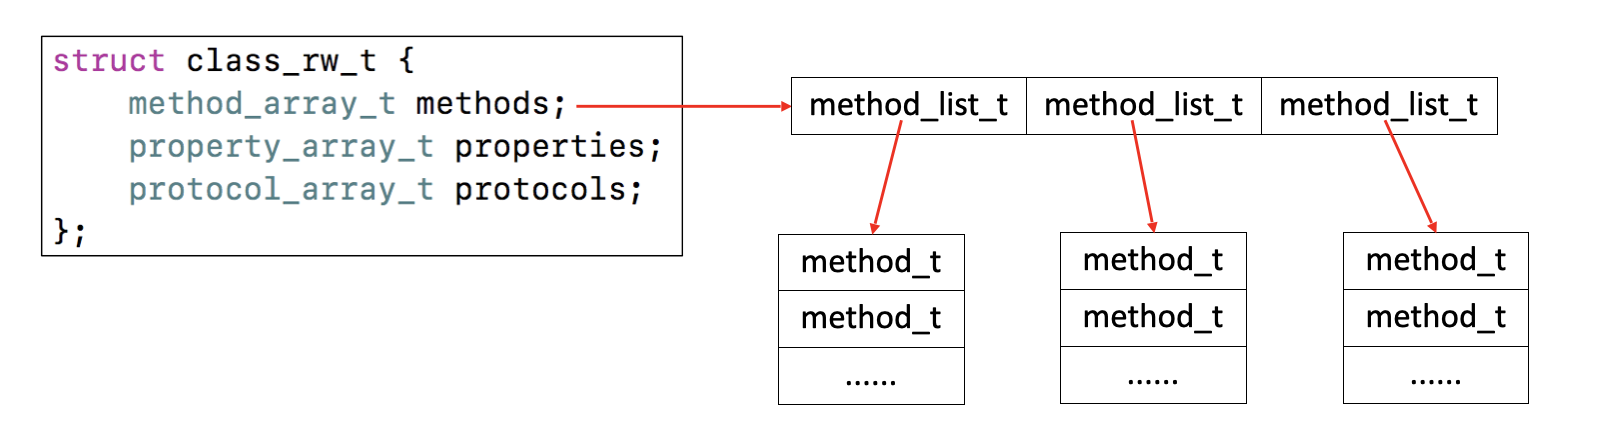 struct class_rw_t {
method_array_t methods;
property_array_t properties;
protocol_array_t protocols;
};
method_list_t method_list_t method_list_t
method_t
method_t
......
method_t
method_t
......
method_t
method_t
......